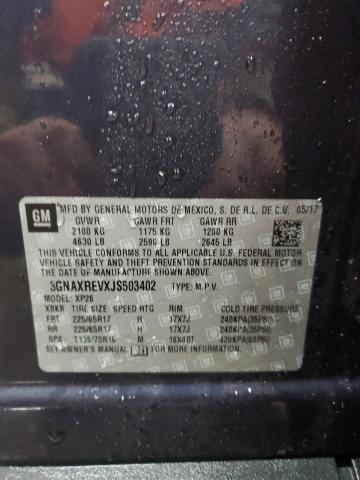 GM
MFD BY GENERAL MOTORS DE MEXICO, S. DE R.L. DE C.V. 05/17
GVWR GAWR FRT GAWR RR
2100 KG 1175 KG 1200 KG
4630 LB 2590 LB 2645 LB
THIS VEHICLE CONFORMS TO ALL APPLICABLE U.S. FEDERAL MOTOR
VEHICLE SAFETY AND THEFT PREVENTION STANDARDS IN EFFECT ON THE
DATE OF MANUFACTURE SHOWN ABOVE.
3GNAXREVXJS503402 TYPE: M.P.V.
XP26
XBKB TIRE SIZE SPEED RTG RIM COLD TIRE PRESSURE
FRT 225/65R17 H 17X7J 240KPA(35PSI)
RR 225/65R17 H 17X7J 240KPA(35PSI)
SPA T135/70R16 M 16X4BT 420KPA(60PSI)
SEE OWNER'S MANUAL FOR MORE INFORMATION.